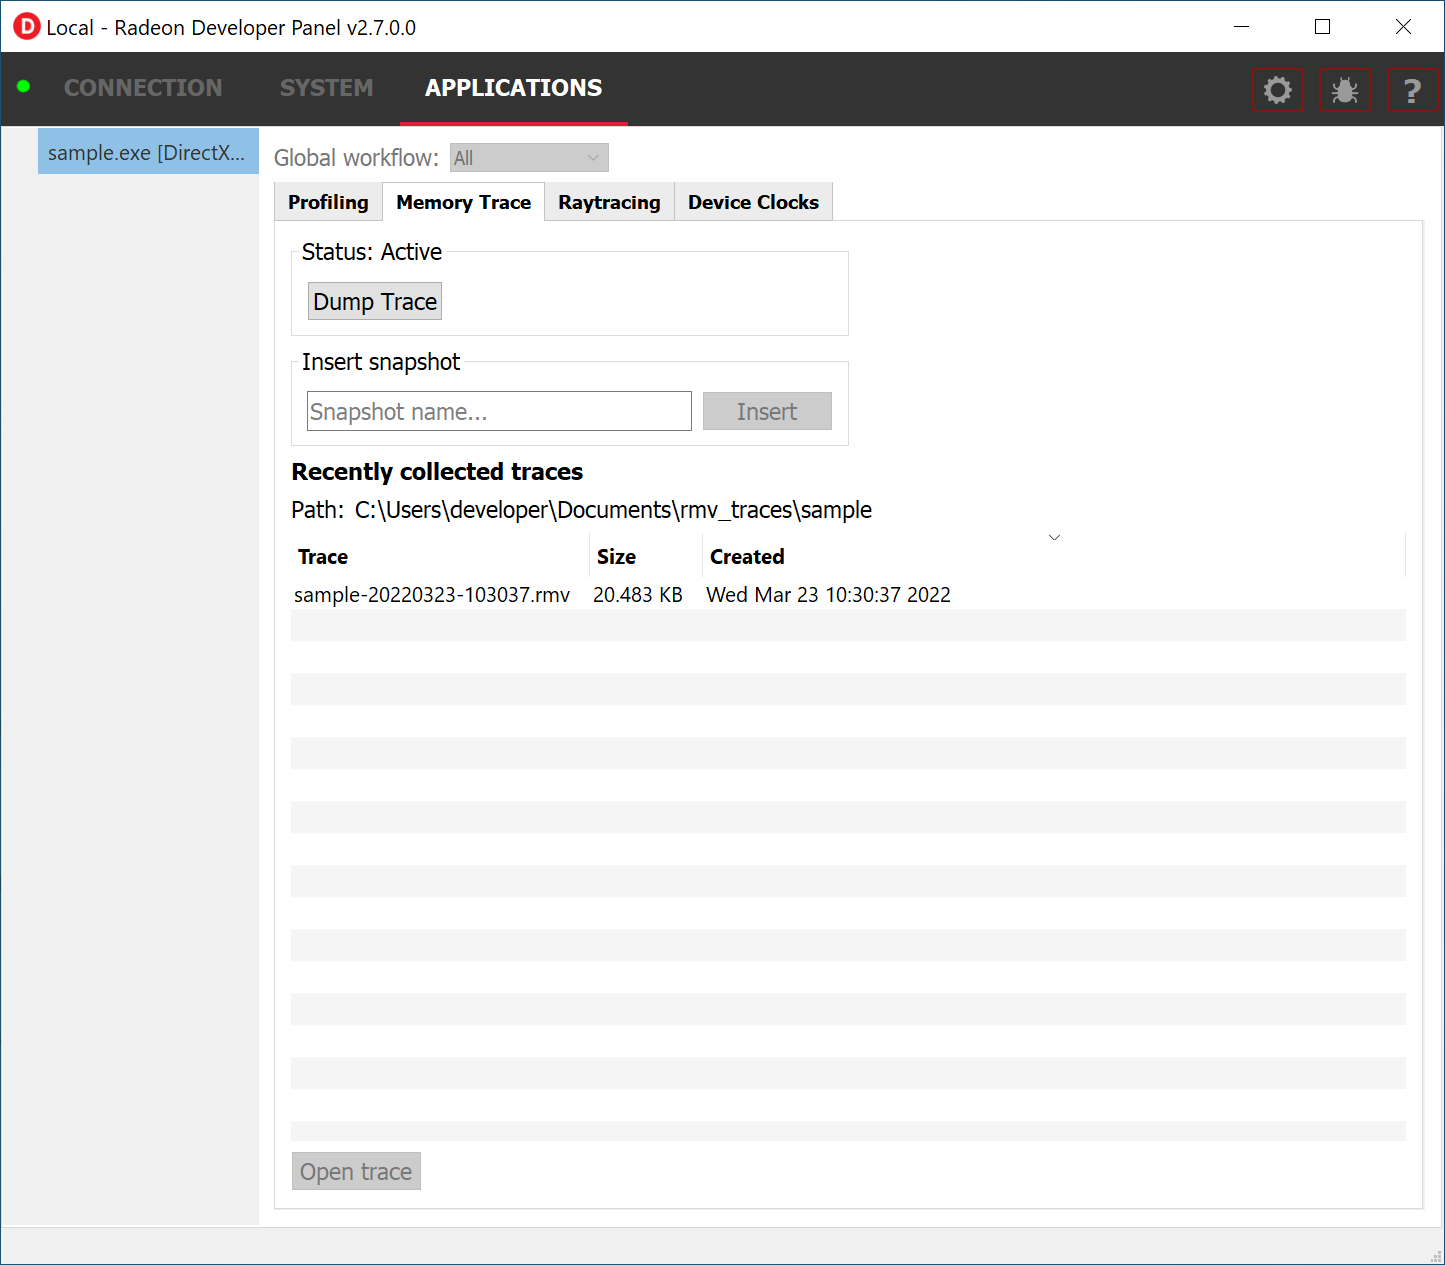 D Local - Radeon Developer Panel v2.7.0.0
CONNECTION SYSTEM APPLICATIONS ?
sample.exe [DirectX...
Global workflow: All
Profiling Memory Trace Raytracing Device Clocks
Status: Active
Dump Trace
Insert snapshot
Snapshot name... Insert
Recently collected traces
Path: C:\Users\developer\Documents\rmv_traces\sample
Trace Size Created
sample-20220323-103037.rmv 20.483 KB Wed Mar 23 10:30:37 2022
Open trace